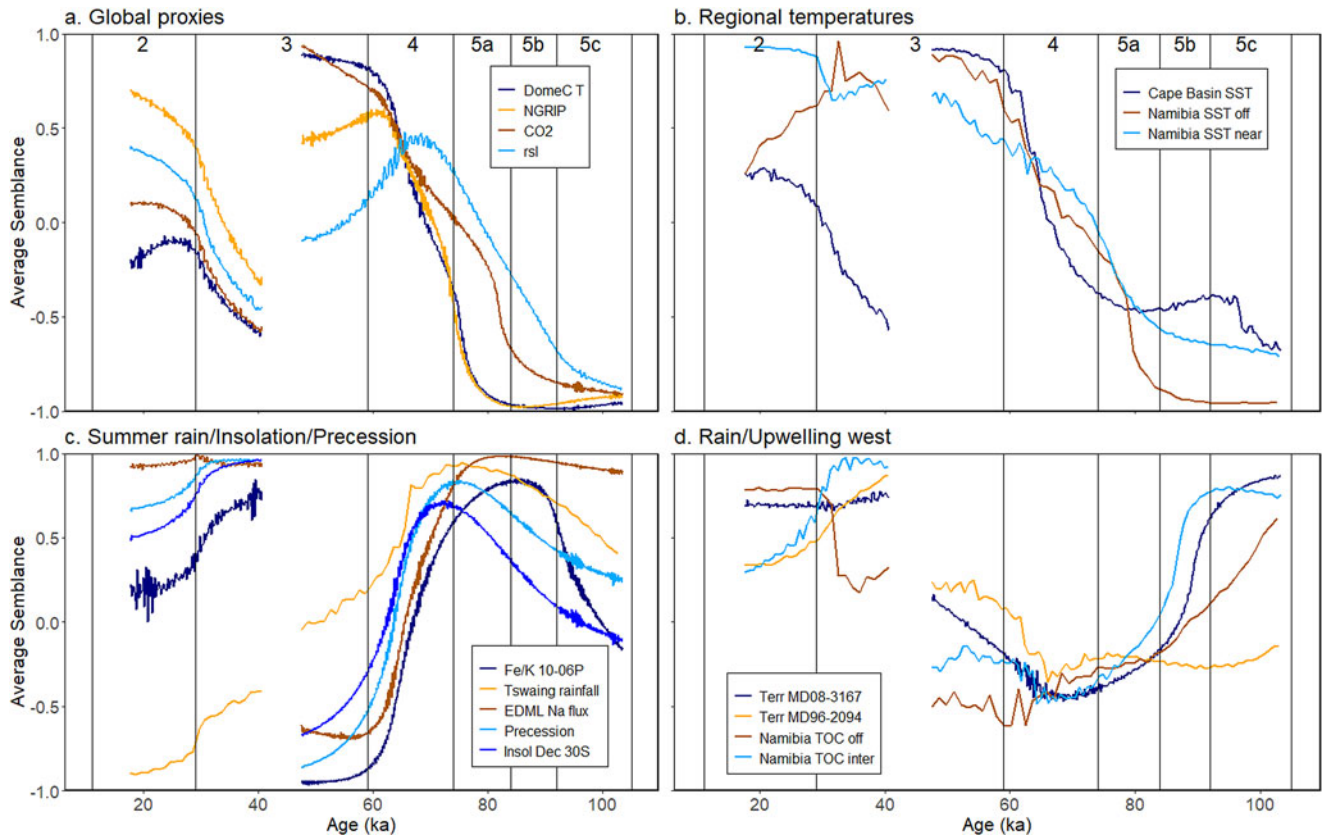 a. Global proxies
b. Regional temperatures
1.0
2
3
4
5a
5b
5c
2
3
4
5a
5b
5c
DomeC T
NGRIP
CO2
rsl
Cape Basin SST
Namibia SST off
Namibia SST near
0.5
0.0
-0.5
-1.0
Average Semblance
c. Summer rain/Insolation/Precession
d. Rain/Upwelling west
1.0
0.5
0.0
-0.5
-1.0
Average Semblance
Fe/K 10-06P
Tswaing rainfall
EDML Na flux
Precession
Insol Dec 30S
Terr MD08-3167
Terr MD96-2094
Namibia TOC off
Namibia TOC inter
20
40
60
80
100
20
40
60
80
100
Age (ka)
Age (ka)